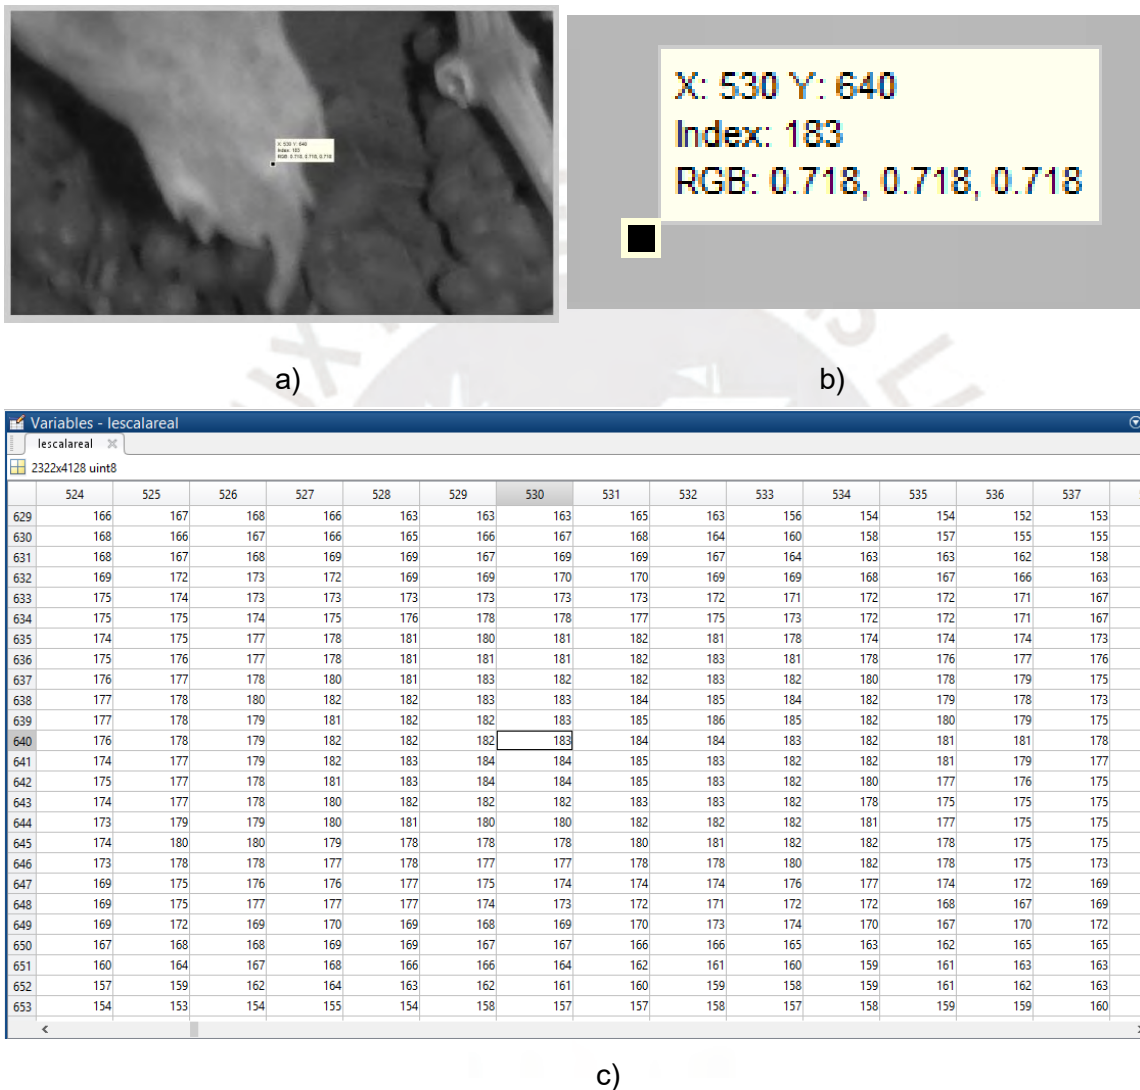 X: 530 Y: 640
Index: 183
RGB: 0.718, 0.718, 0.718
X: 530 Y: 640
Index: 183
RGB: 0.718, 0.718, 0.718
a)
b)
Variables - Iescalareal
Iescalareal
2322x4128 uint8
524 525 526 527 528 529 530 531 532 533 534 535 536 537
629 166 167 168 166 163 163 163 165 163 156 154 154 152 153
630 168 166 167 166 165 166 167 168 164 160 158 157 155 155
631 168 167 168 169 169 167 169 169 167 164 163 163 162 158
632 169 172 173 172 169 169 170 170 169 169 168 167 166 163
633 175 174 173 173 173 173 173 173 172 171 172 172 171 167
634 175 175 174 175 176 178 178 177 175 173 172 172 171 167
635 174 175 177 178 181 180 181 182 181 178 174 174 174 173
636 175 176 177 178 181 181 181 182 183 181 178 176 177 176
637 176 177 178 180 181 183 182 182 183 182 180 178 179 175
638 177 178 180 182 182 183 183 184 185 184 182 179 178 173
639 177 178 179 181 182 182 183 185 186 185 182 180 179 175
640 176 178 179 182 182 182 183 184 184 183 182 181 181 178
641 174 177 179 182 183 184 184 185 183 182 182 181 179 177
642 175 177 178 181 183 184 184 185 183 182 180 177 176 175
643 174 177 178 180 182 182 182 183 183 182 178 175 175 175
644 173 179 179 180 181 180 180 182 182 182 181 177 175 175
645 174 180 180 179 178 178 178 180 181 182 182 178 175 175
646 173 178 178 177 178 177 177 178 178 180 182 178 175 173
647 169 175 176 176 177 175 174 174 174 176 177 174 172 169
648 169 175 177 177 177 174 173 172 171 172 172 168 167 169
649 169 172 169 170 169 168 169 170 173 174 170 167 170 172
650 167 168 168 169 169 167 167 166 166 165 163 162 165 165
651 160 164 167 168 166 166 164 162 161 160 159 161 163 163
652 157 159 162 164 163 162 161 160 159 158 159 161 162 163
653 154 153 154 155 154 158 157 157 158 157 158 159 159 160
c)